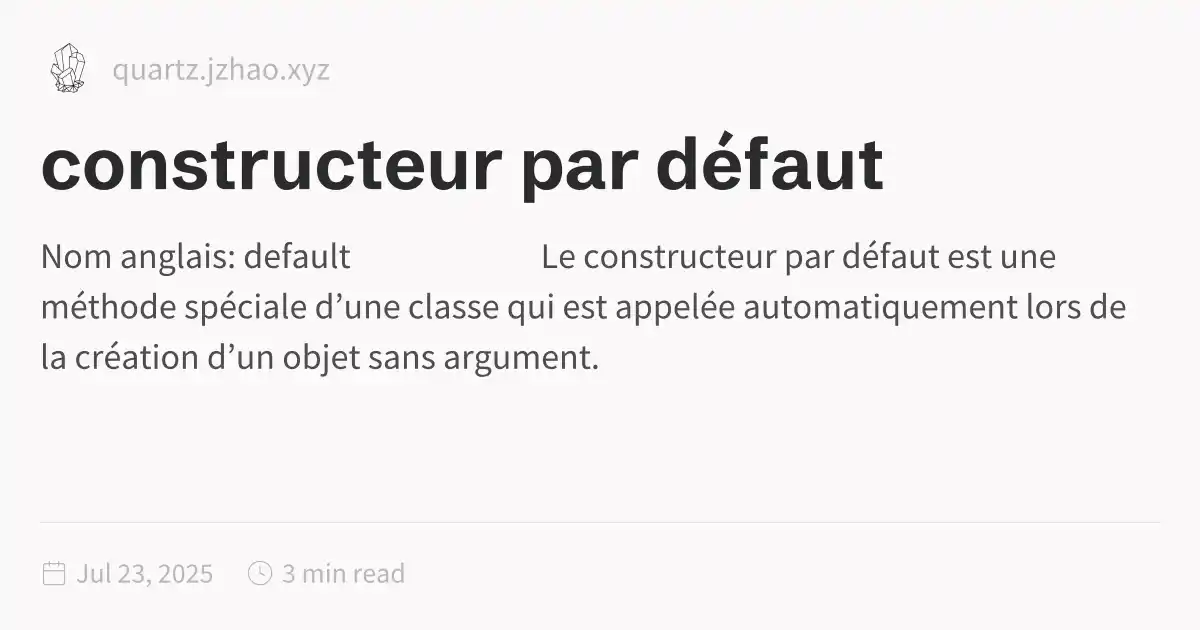 quartz.jzhao.xyz
constructeur par défaut
Nom anglais: default Le constructeur par défaut est une
méthode spéciale d’une classe qui est appelée automatiquement lors de
la création d’un objet sans argument.
Jul 23, 2025 3 min read